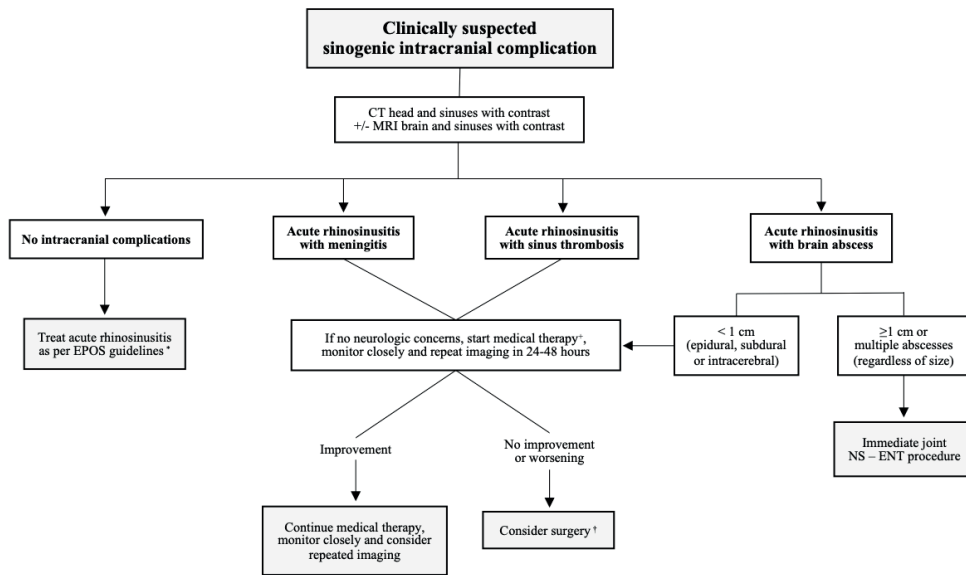 Clinically suspected
sinogenic intracranial complication
CT head and sinuses with contrast
+/- MRI brain and sinuses with contrast
No intracranial complications
Acute rhinosinusitis
with meningitis
Acute rhinosinusitis
with sinus thrombosis
Acute rhinosinusitis
with brain abscess
Treat acute rhinosinusitis
as per EPOS guidelines *
If no neurologic concerns, start medical therapy⁺,
monitor closely and repeat imaging in 24-48 hours
< 1 cm
(epidural, subdural
or intracerebral)
≥1 cm or
multiple abscesses
(regardless of size)
Immediate joint
NS – ENT procedure
Improvement
No improvement
or worsening
Continue medical therapy,
monitor closely and consider
repeated imaging
Consider surgery †